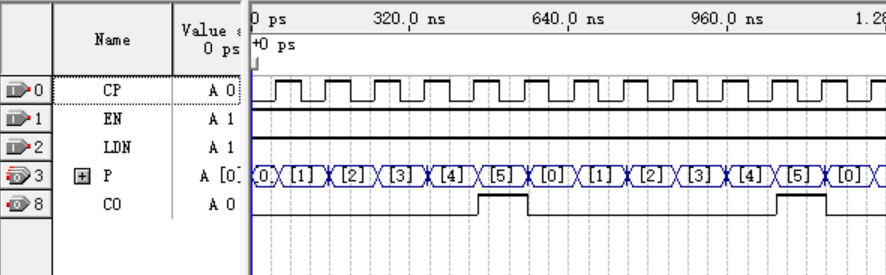 0 ps 320.0 ns 640.0 ns 960.0 ns 1.28
Name Value a 0 ps +0 ps
0 CP A 0
1 EN A 1
2 LDN A 1
3 + P A [0] [0] [1] [2] [3] [4] [5] [0] [1] [2] [3] [4] [5] [0]
8 CO A 0